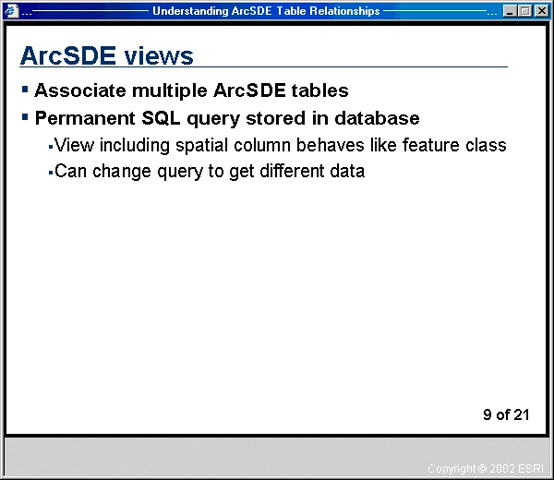 ... Understanding ArcSDE Table Relationships ...
ArcSDE views
Associate multiple ArcSDE tables
Permanent SQL query stored in database
View including spatial column behaves like feature class
Can change query to get different data
9 of 21
Copyright © 2002 ESRI